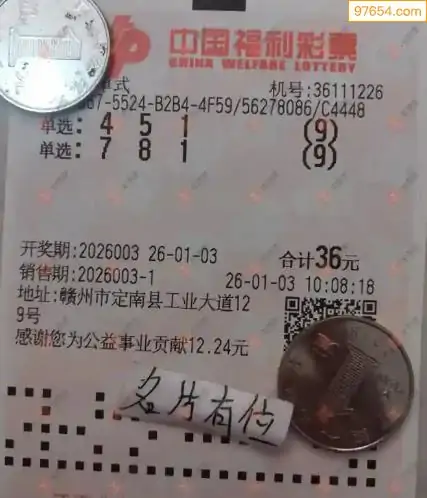 97654.com
中国福利彩票
CHINA WELFARE LOTTERY
单式 机号:36111226
67-5524-B2B4-4F59/56278086/C4448
单选: 4 5 1 (9)
单选: 7 8 1 (9)
开奖期:2026003 26-01-03 合计36元
销售期:2026003-1 26-01-03 10:08:18
地址:赣州市定南县工业大道12
9号
感谢您为公益事业贡献12.24元
名片有位